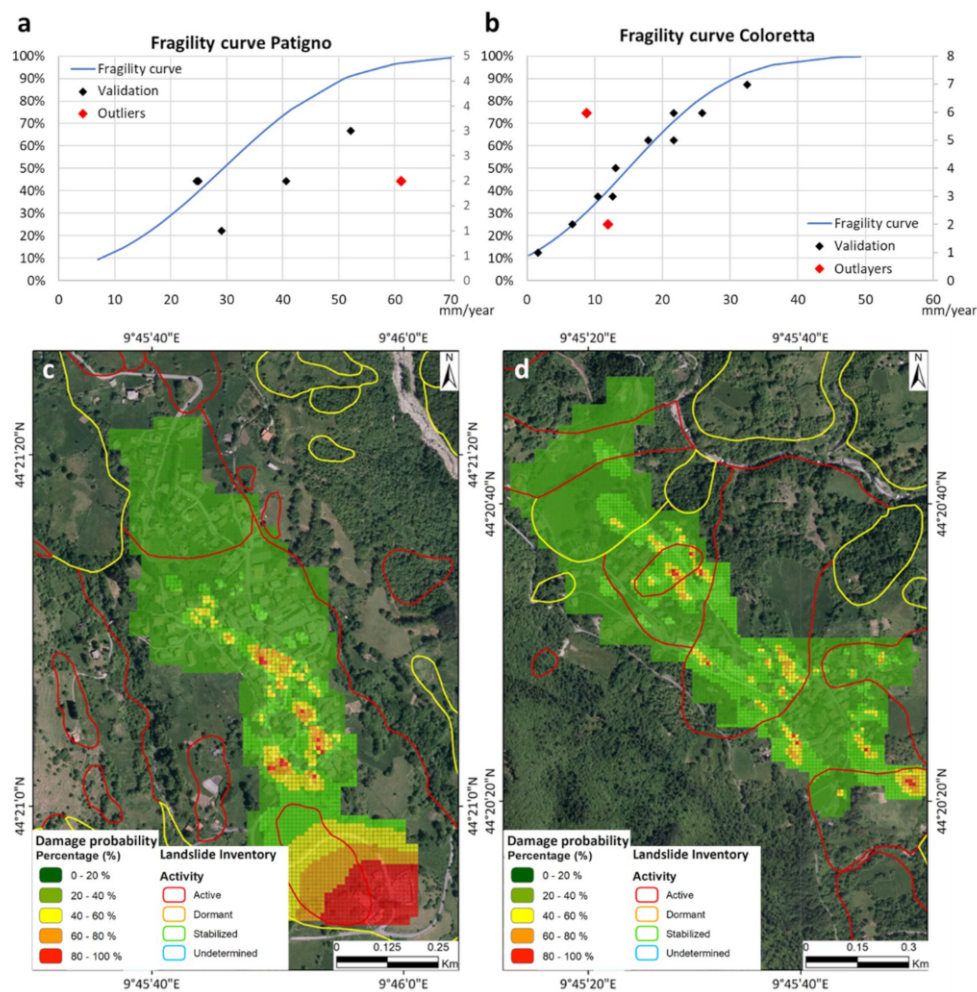 a
Fragility curve Patigno
100%
90%
80%
70%
60%
50%
40%
30%
20%
10%
0%
Fragility curve
Validation
Outliers
5
5
4
4
3
3
2
2
1
1
0
0 10 20 30 40 50 60 70
mm/year
b
Fragility curve Coloretta
100%
90%
80%
70%
60%
50%
40%
30%
20%
10%
0%
8
7
6
5
4
3
2
1
0
Fragility curve
Validation
Outlayers
0 10 20 30 40 50 60
mm/year
9°45'40"E 9°46'0"E
c
N
44°21'20"N
44°21'0"N
44°21'20"N
44°21'0"N
Damage probability
Percentage (%)
0 - 20 %
20 - 40 %
40 - 60 %
60 - 80 %
80 - 100 %
Landslide Inventory
Activity
Active
Dormant
Stabilized
Undetermined
0 0.125 0.25
Km
9°45'40"E 9°46'0"E
9°45'20"E 9°45'40"E
d
N
44°20'40"N
44°20'20"N
44°20'40"N
44°20'20"N
Damage probability
Percentage (%)
0 - 20 %
20 - 40 %
40 - 60 %
60 - 80 %
80 - 100 %
Landslide Inventory
Activity
Active
Dormant
Stabilized
Undetermined
0 0.15 0.3
Km
9°45'20"E 9°45'40"E